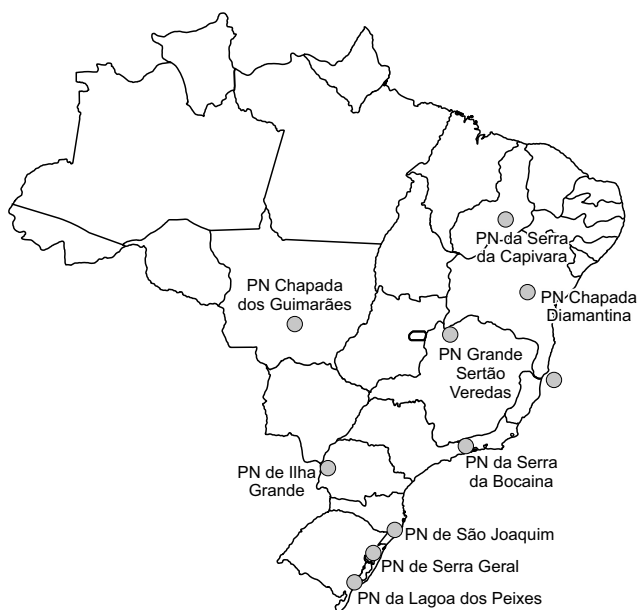 PN da Serra
da Capivara
PN Chapada
dos Guimarães
PN Chapada
Diamantina
PN Grande
Sertão
Veredas
PN da Serra
da Bocaina
PN de Ilha
Grande
PN de São Joaquim
PN de Serra Geral
PN da Lagoa dos Peixes